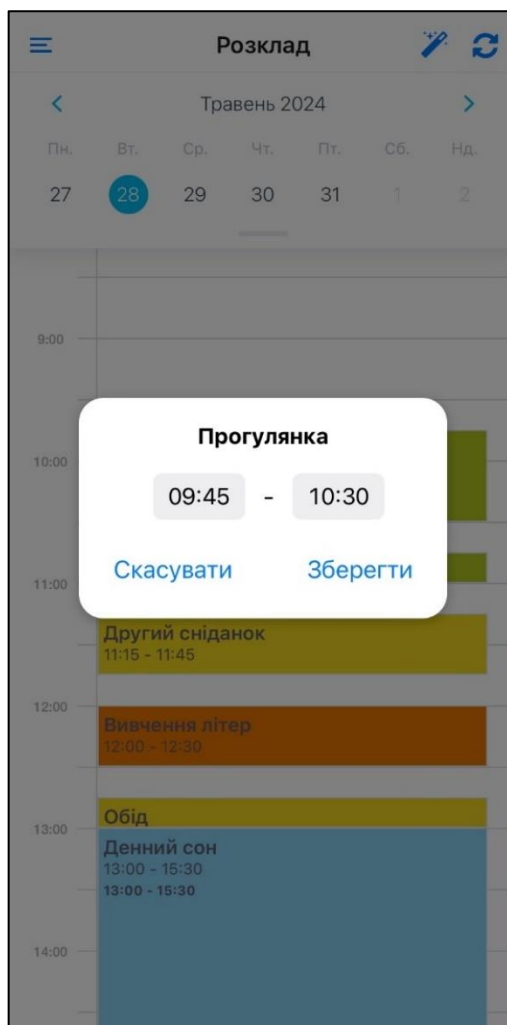 Розклад
Травень 2024
Пн. Вт. Ср. Чт. Пт. Сб. Нд.
27 28 29 30 31 1 2
9:00
Прогулянка
10:00
09:45 - 10:30
Скасувати Зберегти
11:00
Другий сніданок
11:15 - 11:45
12:00
Вивчення літер
12:00 - 12:30
Обід
13:00
Денний сон
13:00 - 15:30
13:00 - 15:30
14:00